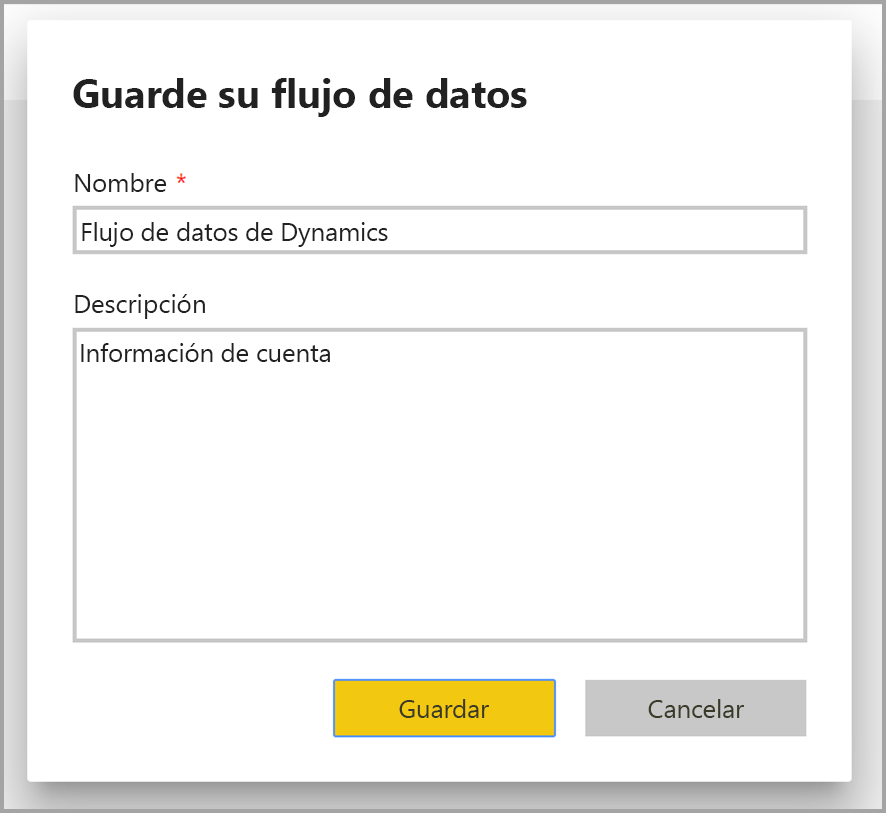 Guarde su flujo de datos
Nombre *
Flujo de datos de Dynamics
Descripción
Información de cuenta
Guardar
Cancelar